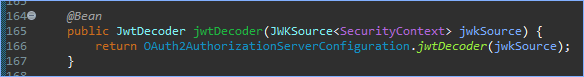 164 @Bean
165 public JwtDecoder jwtDecoder(JWKSource<SecurityContext> jwkSource) {
166 return OAuth2AuthorizationServerConfiguration.jwtDecoder(jwkSource);
167 }